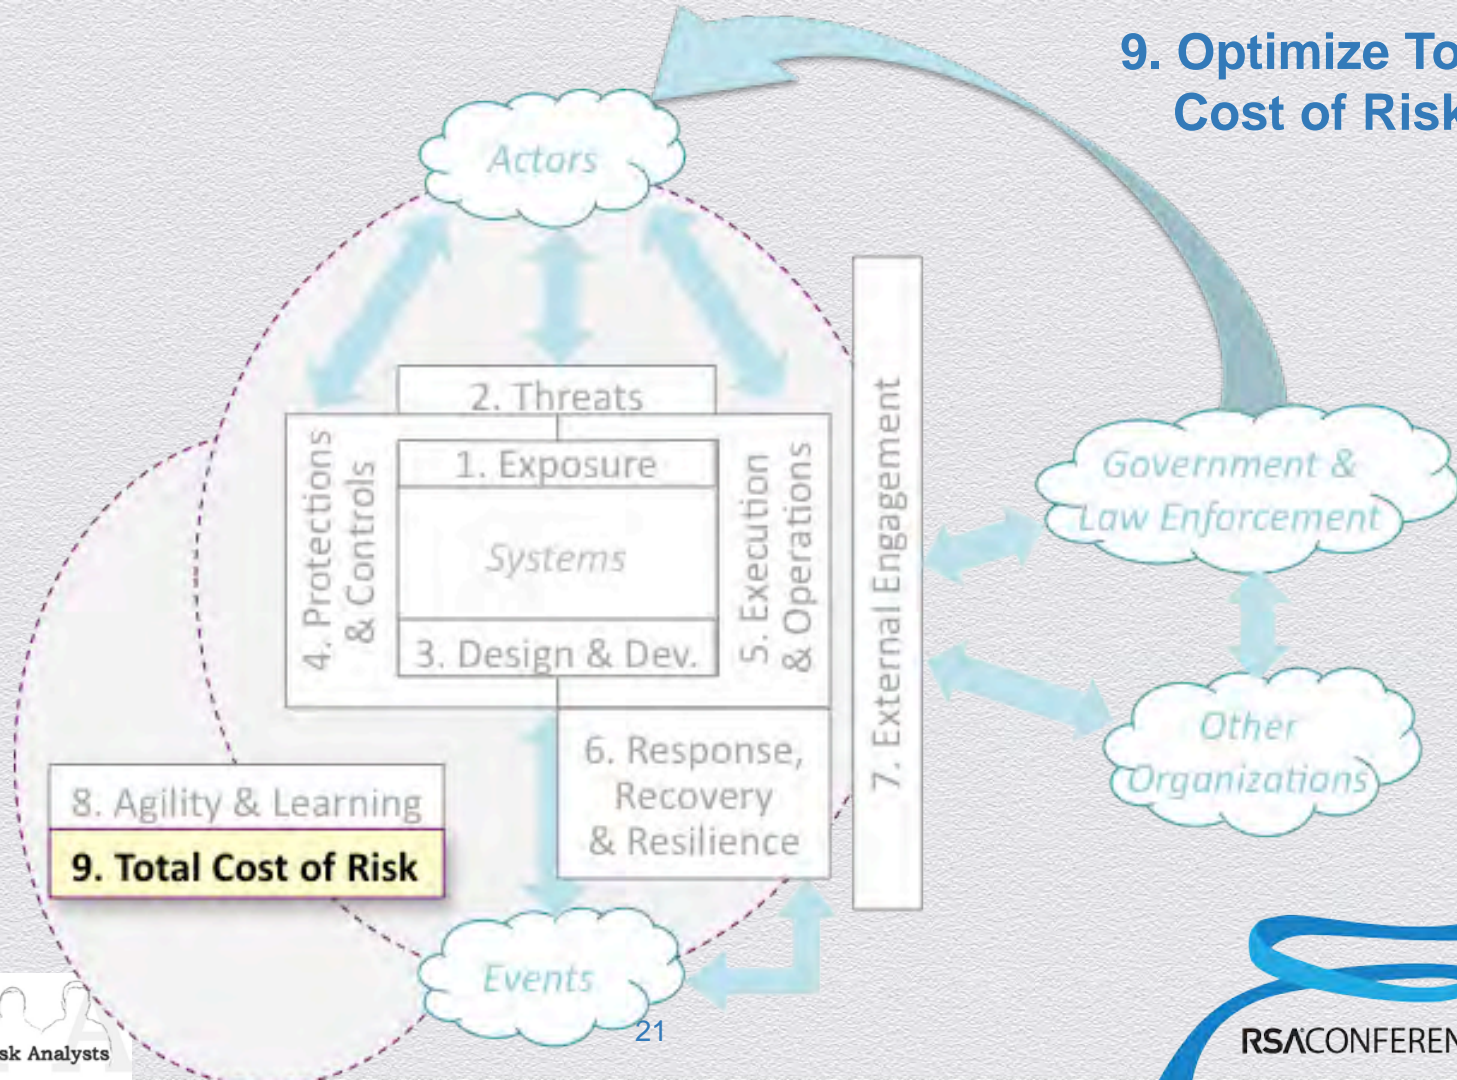 9. Optimize To
Cost of Risk
Actors
2. Threats
1. Exposure
4. Protections
& Controls
Systems
5. Execution
& Operations
3. Design & Dev.
7. External Engagement
Government &
Law Enforcement
Other
Organizations
6. Response,
Recovery
& Resilience
8. Agility & Learning
9. Total Cost of Risk
Events
21
sk Analysts
RSACONFEREN